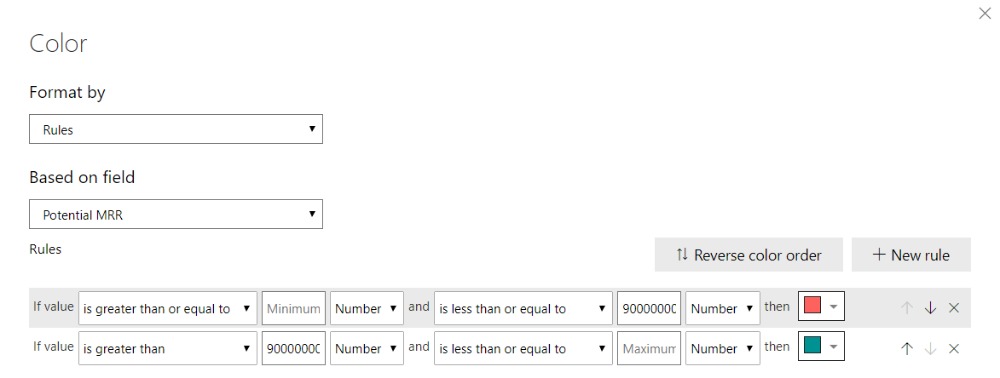 Color
Format by
Rules
Based on field
Potential MRR
Rules
Reverse color order
New rule
If value is greater than or equal to Minimum Number and is less than or equal to 90000000 Number then
If value is greater than 90000000 Number and is less than or equal to Maximum Number then